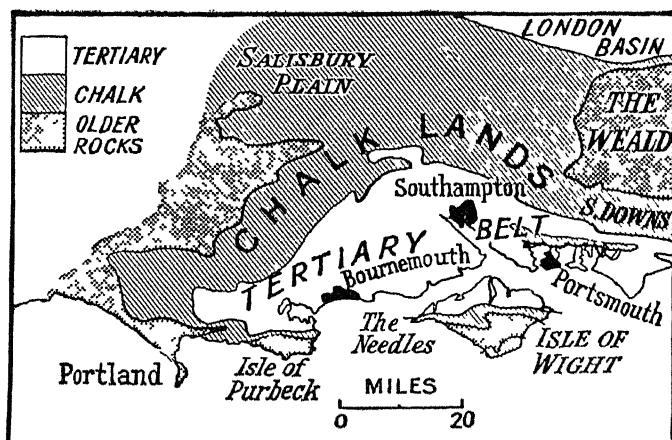 TERTIARY
CHALK
OLDER
ROCKS
SALISBURY
PLAIN
LONDON
BASIN
THE
WEALD
CHALK LANDS
Southampton
S. DOWNS
TERTIARY BELT
Bournemouth
Portsmouth
The
Needles
ISLE OF
WIGHT
Isle of
Purbeck
Portland
MILES
0 20